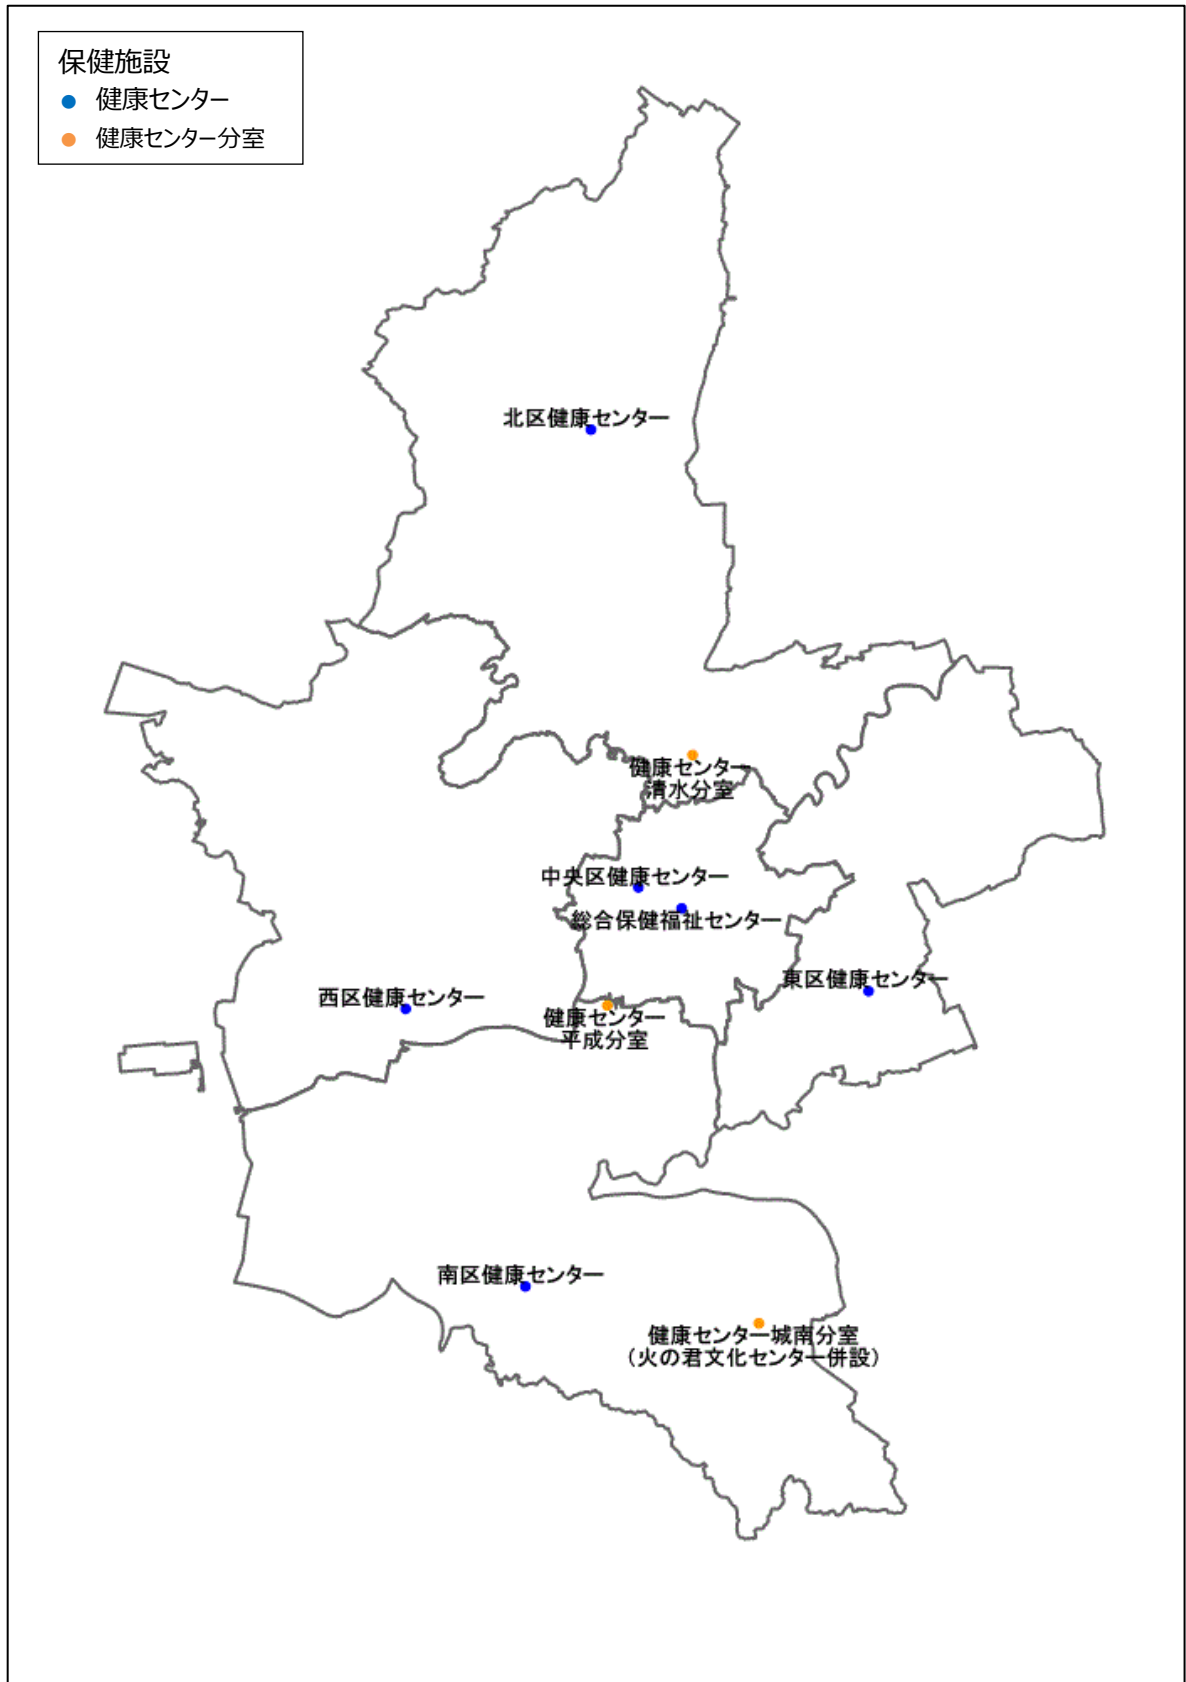 保健施設
健康センター
健康センター分室
北区健康センター
健康センター
清水分室
中央区健康センター
総合保健福祉センター
東区健康センター
西区健康センター
健康センター
平成分室
南区健康センター
健康センター城南分室
（火の君文化センター併設）